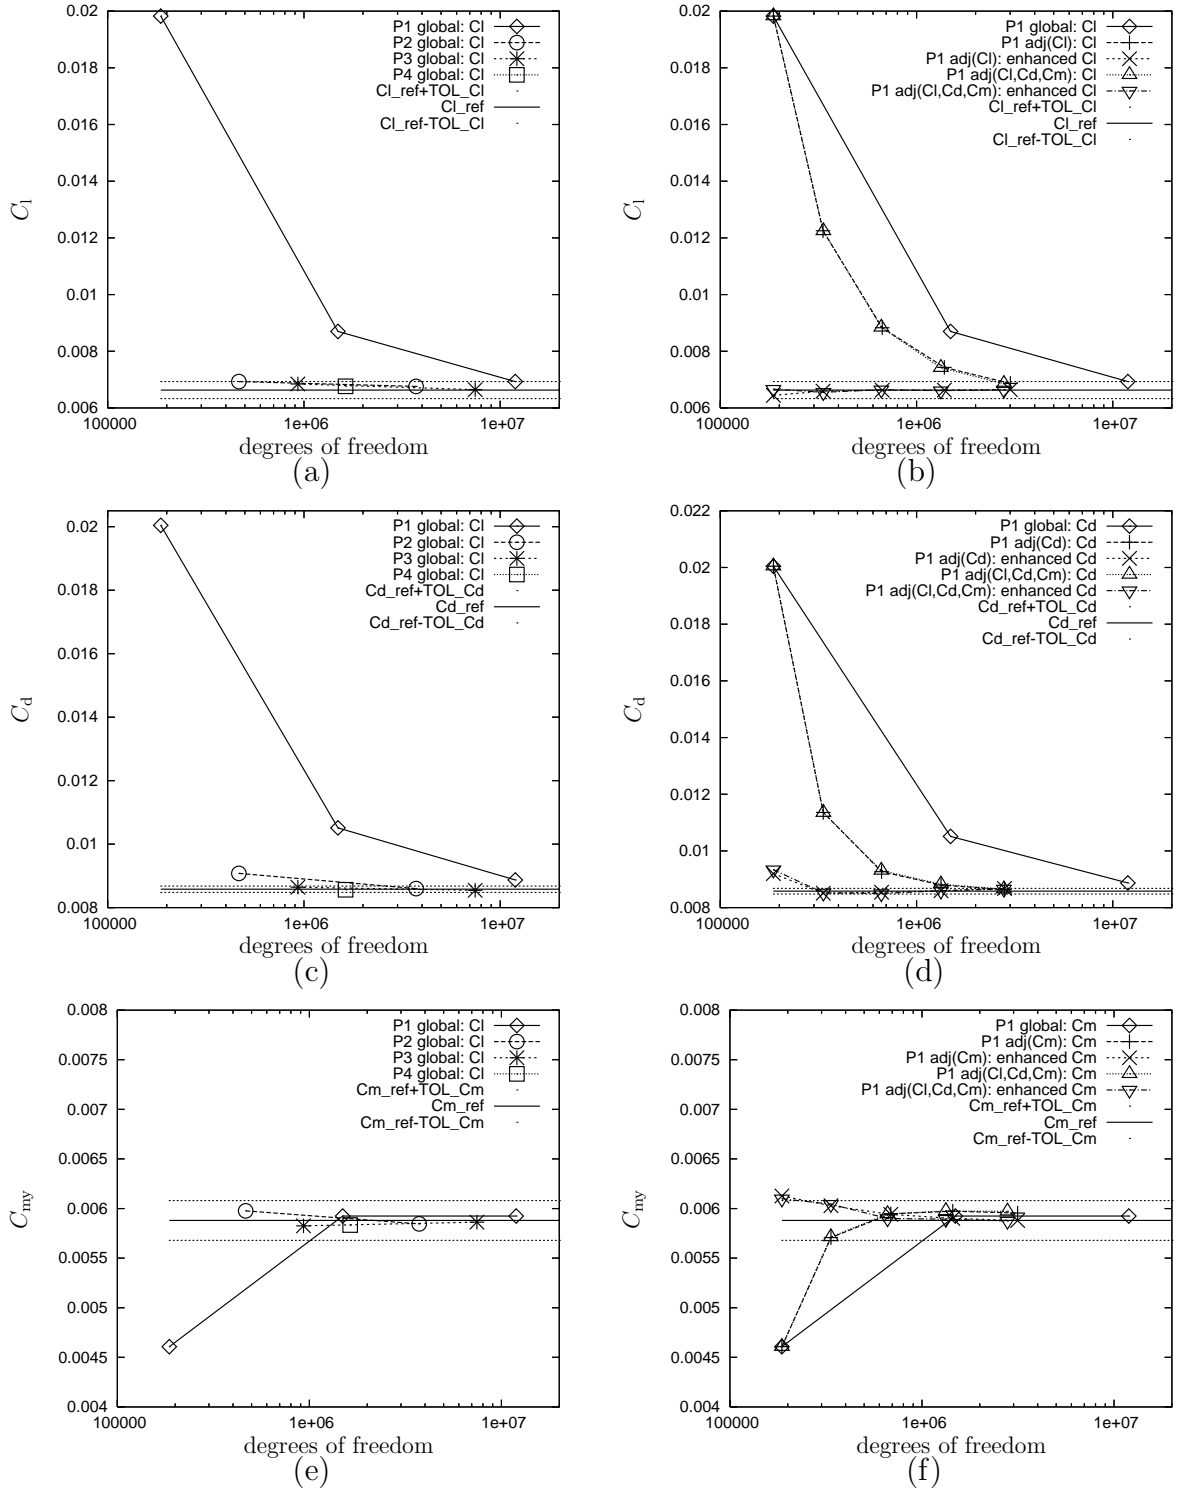 0.02
0.018
0.016
0.014
0.012
0.01
0.008
0.006
C_l
P1 global: Cl
P2 global: Cl
P3 global: Cl
P4 global: Cl
Cl_ref+TOL_Cl
Cl_ref
Cl_ref-TOL_Cl
100000 1e+06 1e+07
degrees of freedom
(a)
0.02
0.018
0.016
0.014
0.012
0.01
0.008
0.006
C_l
P1 global: Cl
P1 adj(Cl): Cl
P1 adj(Cl): enhanced Cl
P1 adj(Cl,Cd,Cm): Cl
P1 adj(Cl,Cd,Cm): enhanced Cl
Cl_ref+TOL_Cl
Cl_ref
Cl_ref-TOL_Cl
100000 1e+06 1e+07
degrees of freedom
(b)
0.02
0.018
0.016
0.014
0.012
0.01
0.008
C_d
P1 global: Cl
P2 global: Cl
P3 global: Cl
P4 global: Cl
Cd_ref+TOL_Cd
Cd_ref
Cd_ref-TOL_Cd
100000 1e+06 1e+07
degrees of freedom
(c)
0.022
0.02
0.018
0.016
0.014
0.012
0.01
0.008
C_d
P1 global: Cd
P1 adj(Cd): Cd
P1 adj(Cd): enhanced Cd
P1 adj(Cl,Cd,Cm): Cd
P1 adj(Cl,Cd,Cm): enhanced Cd
Cd_ref+TOL_Cd
Cd_ref
Cd_ref-TOL_Cd
100000 1e+06 1e+07
degrees of freedom
(d)
0.008
0.0075
0.007
0.0065
0.006
0.0055
0.005
0.0045
0.004
C_my
P1 global: Cl
P2 global: Cl
P3 global: Cl
P4 global: Cl
Cm_ref+TOL_Cm
Cm_ref
Cm_ref-TOL_Cm
100000 1e+06 1e+07
degrees of freedom
(e)
0.008
0.0075
0.007
0.0065
0.006
0.0055
0.005
0.0045
0.004
C_my
P1 global: Cm
P1 adj(Cm): Cm
P1 adj(Cm): enhanced Cm
P1 adj(Cl,Cd,Cm): Cm
P1 adj(Cl,Cd,Cm): enhanced Cm
Cm_ref+TOL_Cm
Cm_ref
Cm_ref-TOL_Cm
100000 1e+06 1e+07
degrees of freedom
(f)